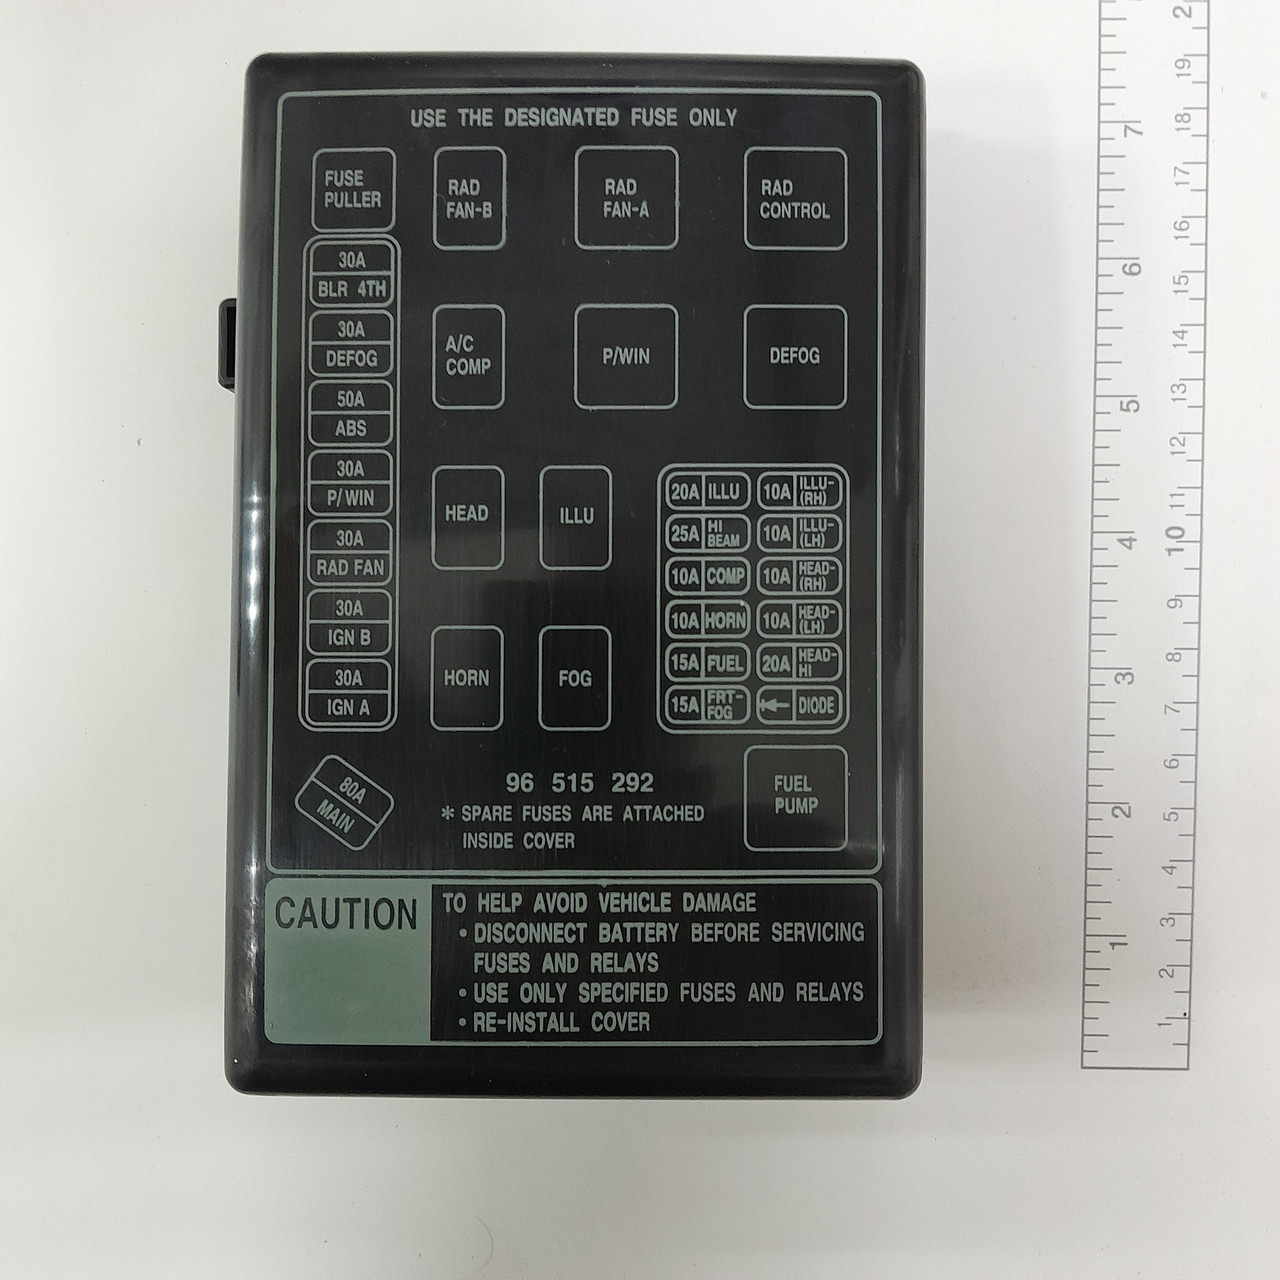 USE THE DESIGNATED FUSE ONLY
FUSE
PULLER
RAD
FAN-B
RAD
FAN-A
RAD
CONTROL
30A
BLR 4TH
30A
DEFOG
50A
ABS
30A
P/WIN
30A
RAD FAN
30A
IGN B
30A
IGN A
A/C
COMP
P/WIN
DEFOG
HEAD
ILLU
HORN
FOG
20A ILLU
10A ILLU-
(RH)
25A HI
BEAM
10A ILLU-
(LH)
10A COMP
10A HEAD-
(RH)
10A HORN
10A HEAD-
(LH)
15A FUEL
20A HEAD-
HI
15A FRT-
FOG
DIODE
80A
MAIN
96 515 292
* SPARE FUSES ARE ATTACHED
INSIDE COVER
FUEL
PUMP
CAUTION
TO HELP AVOID VEHICLE DAMAGE
• DISCONNECT BATTERY BEFORE SERVICING
FUSES AND RELAYS
• USE ONLY SPECIFIED FUSES AND RELAYS
• RE-INSTALL COVER
7
6
5
4
3
2
1
19
18
17
16
15
14
13
12
11
10
9
8
7
6
5
4
3
2
1